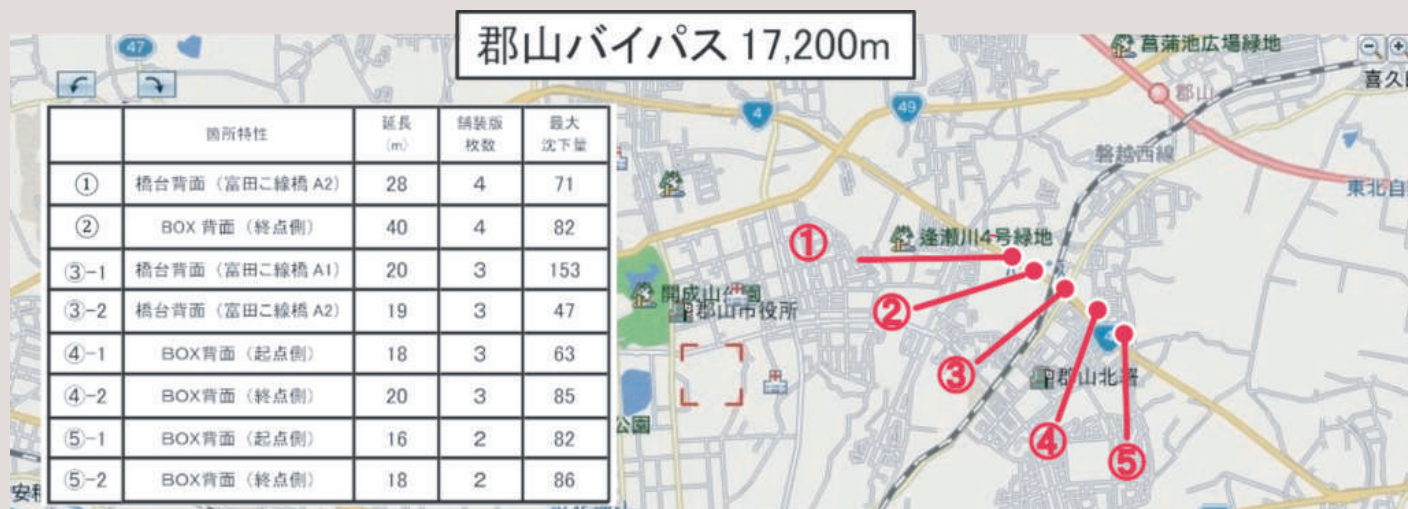 郡山バイパス 17,200m
47
4
49
菖蒲池広場緑地
喜久
郡山
磐越西線
東北自
箇所特性 延長(m) 舗装版枚数 最大沈下量
① 橋台背面（富田こ線橋 A2） 28 4 71
② BOX 背面（終点側） 40 4 82
③-1 橋台背面（富田こ線橋 A1） 20 3 153
③-2 橋台背面（富田こ線橋 A2） 19 3 47
④-1 BOX背面（起点側） 18 3 63
④-2 BOX背面（終点側） 20 3 85
⑤-1 BOX背面（起点側） 16 2 82
⑤-2 BOX背面（終点側） 18 2 86
①
逢瀬川4号緑地
②
開成山公園
郡山市役所
③
郡山北署
④
⑤
公園
安積